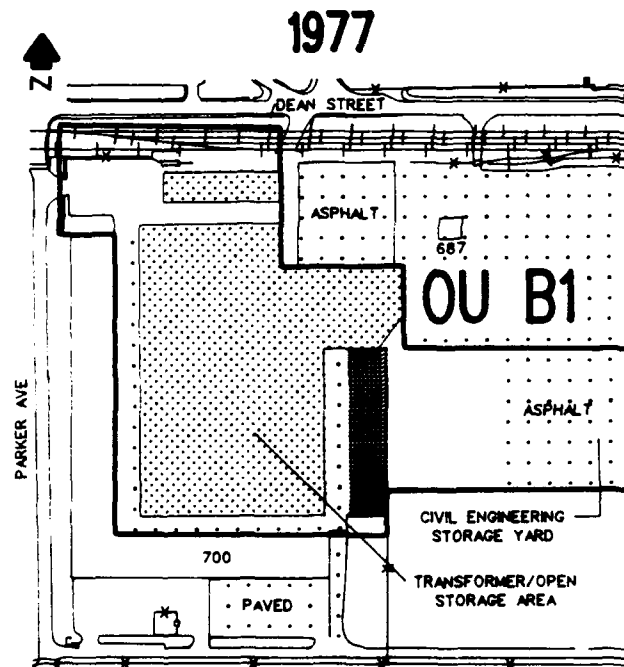 1977
N
DEAN STREET
ASPHALT
687
OU B1
PARKER AVE
ASPHALT
CIVIL ENGINEERING
STORAGE YARD
700
TRANSFORMER/OPEN
STORAGE AREA
PAVED